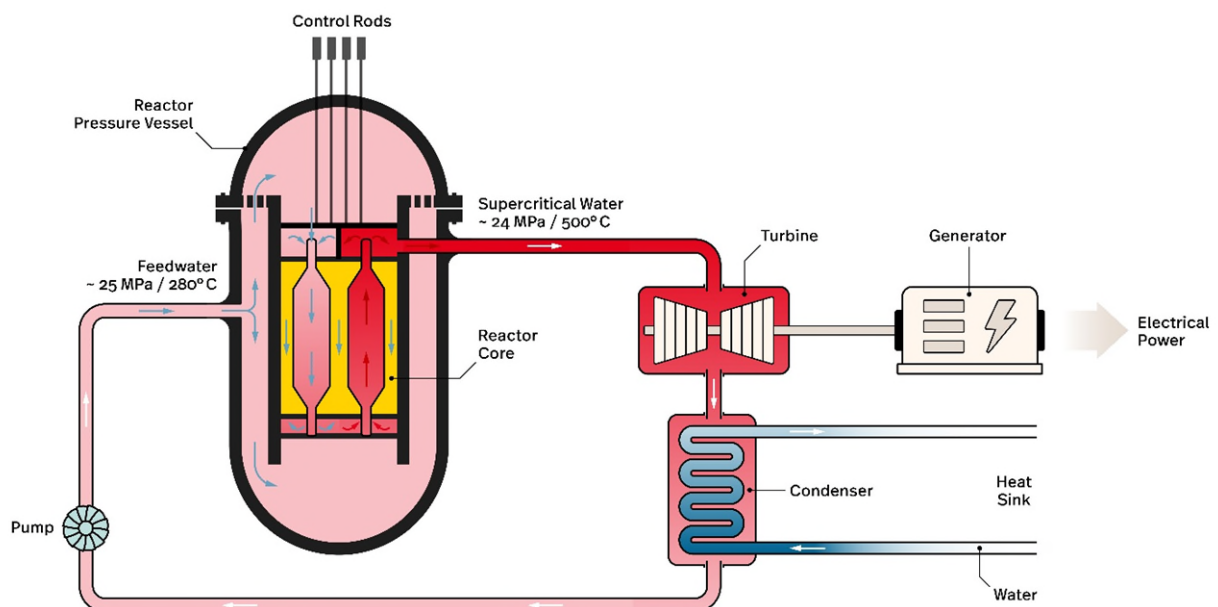 Control Rods
Reactor
Pressure Vessel
Supercritical Water
~ 24 MPa / 500° C
Turbine
Generator
Feedwater
~ 25 MPa / 280° C
Electrical
Power
Reactor
Core
Condenser
Heat
Sink
Pump
Water